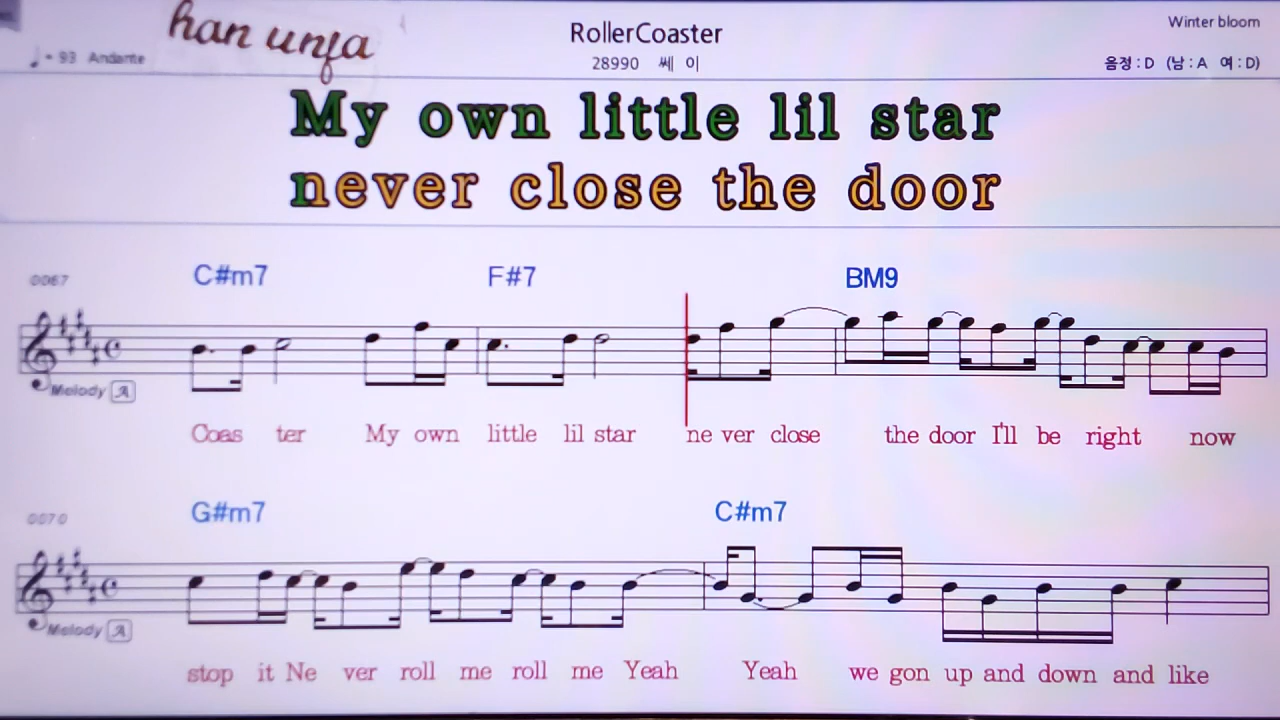 han unja
RollerCoaster
Winter bloom
♩= 93 Andante
28990 쎄 이
음정 : D (남 : A 여 : D)
My own little lil star
never close the door
0067
C#m7 F#7 BM9
Melody A
Coas ter My own little lil star ne ver close the door I'll be right now
0070
G#m7 C#m7
Melody A
stop it Ne ver roll me roll me Yeah Yeah we gon up and down and like